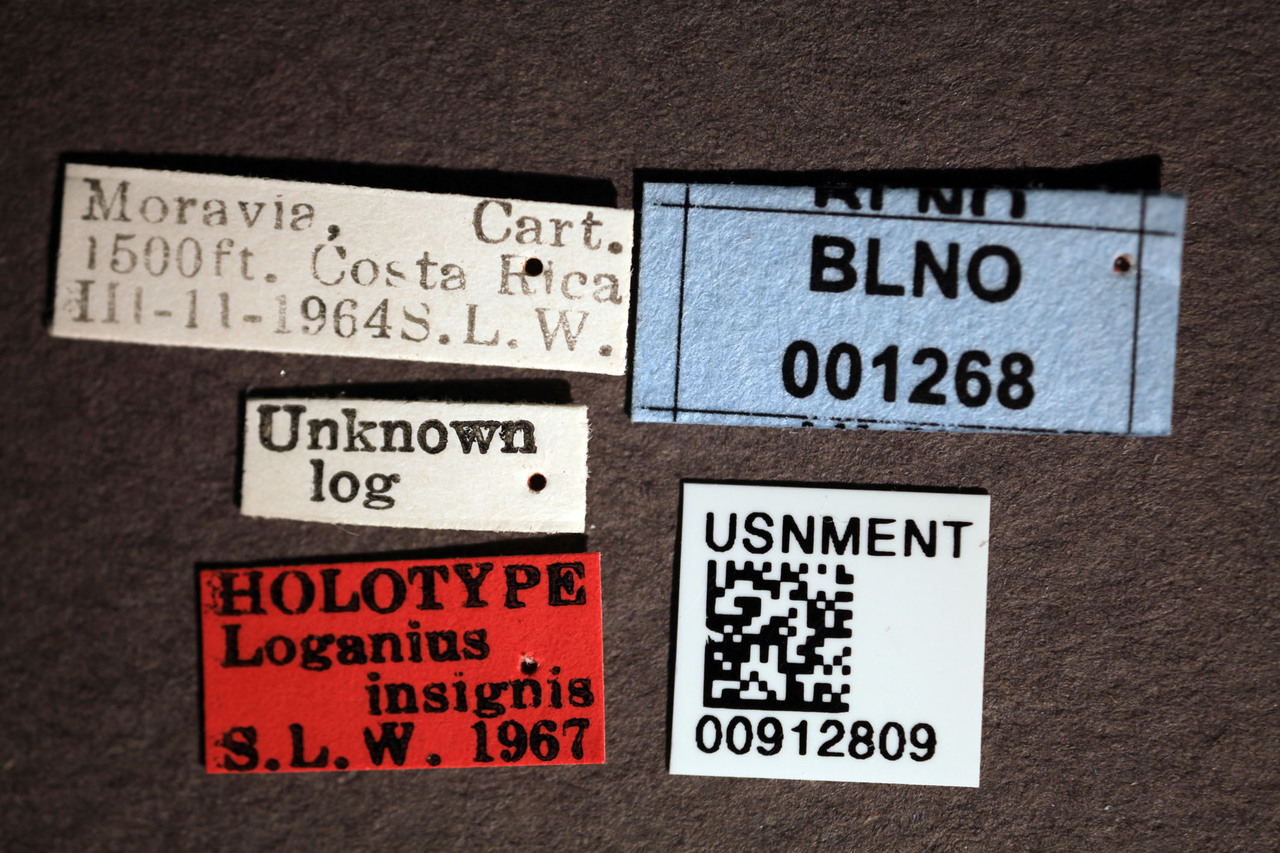 Moravia, Cart.
1500ft. Costa Rica
III-11-1964 S.L.W.
BLNO
001268
Unknown
log
HOLOTYPE
Loganius
insignis
S.L.W. 1967
USNMENT
00912809